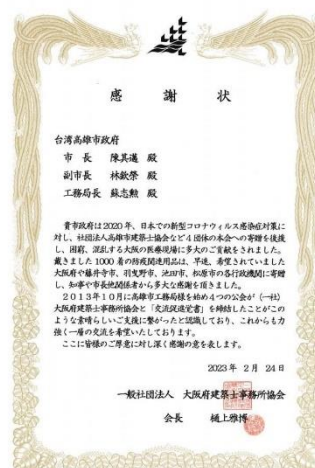 感謝状
台湾高雄市政府
市長 陳其邁 殿
副市長 林欽榮 殿
工務局長 蘇志勲 殿
貴市政府は2020年、日本での新型コロナウィルス感染症対策に
対し、社団法人高雄市建築士協会など4団体の本会への寄贈を後援
し、困窮、混乱する大阪の医療現場に多大のご貢献をされました。
戴きました1000着の防疫関連用品は、早速、希望されていました
大阪府や藤井寺市、羽曳野市、池田市、松原市の各行政機関に寄贈
し、知事や市長他関係者から多大な感謝を頂きました。
2013年10月に高雄市工務局様を始め4つの公会が(一社)
大阪府建築士事務所協会と「交流促進覚書」を締結したことがこの
ような素晴らしいご支援に繋がったと認識しており、これからも力
強く一層の交流を希望いたしております。
ここに皆様のご厚意に対し深く感謝の意を表します。
2023年 2月 24日
一般社団法人 大阪府建築士事務所協会
会長 樋上雅博